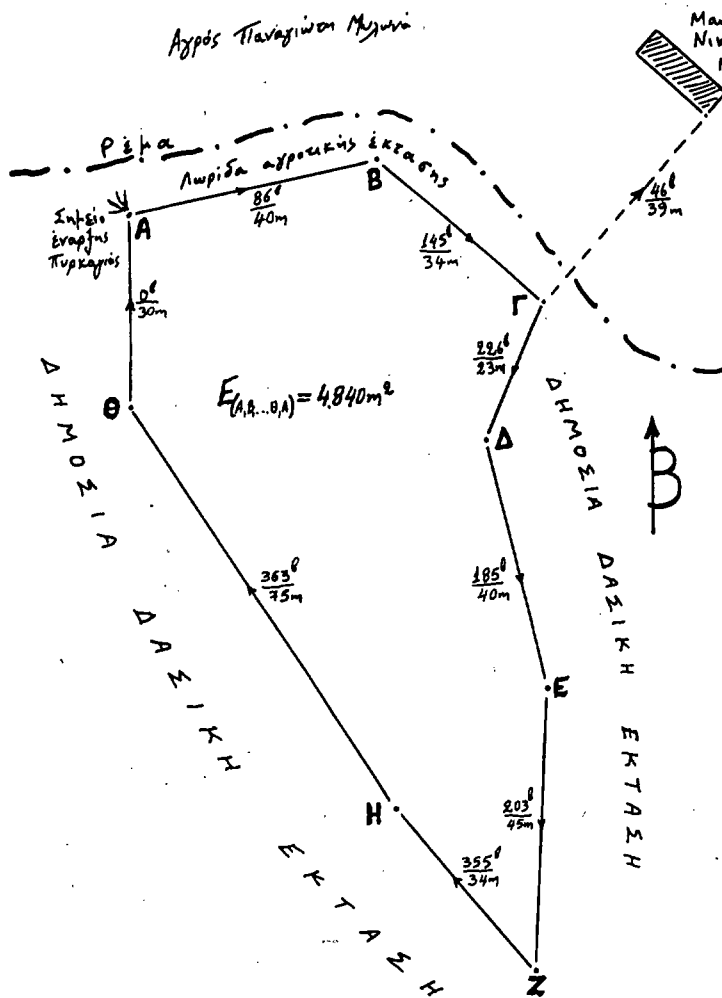 Αγρός Παναγιώτη Μυλωνά
Ρέμα
Λωρίδα αγροτικής έκτασης
Σημείο
έναρξης
Πυρκαγιάς
Α
86ᵍ
40m
Β
145ᵍ
34m
46ᵍ
39m
Γ
0ᵍ
30m
226ᵍ
23m
Θ
Ε(Α,Β,...Θ,Α) = 4.840m²
Δ
Β
ΔΗΜΟΣΙΑ ΔΑΣΙΚΗ ΕΚΤΑΣΗ
ΔΗΜΟΣΙΑ ΔΑΣΙΚΗ ΕΚΤΑΣΗ
363ᵍ
75m
185ᵍ
40m
Ε
Η
203ᵍ
45m
355ᵍ
34m
Ζ